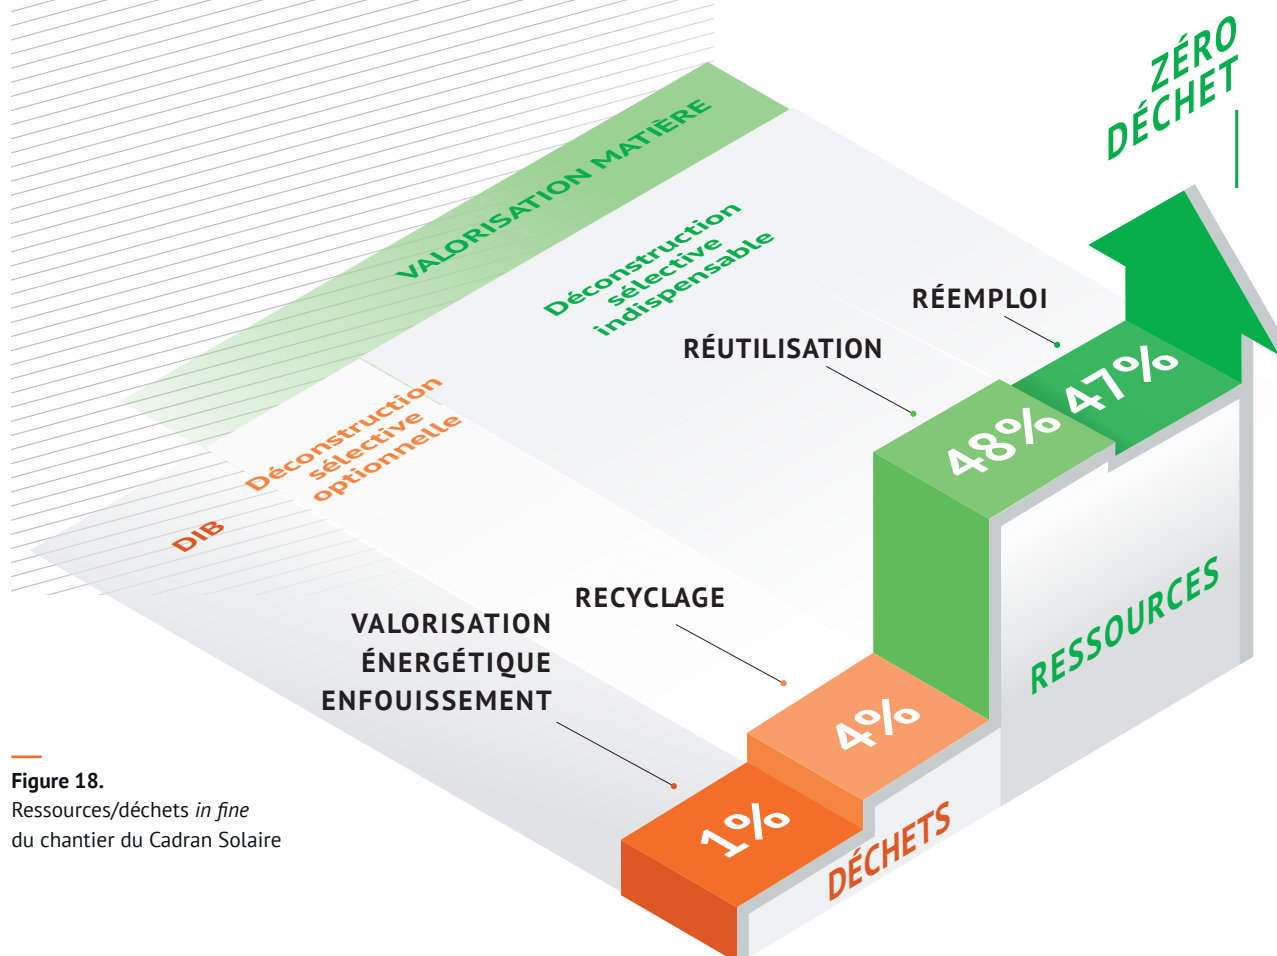 ZÉRO
DÉCHET
VALORISATION MATIÈRE
Déconstruction
sélective
indispensable
RÉEMPLOI
RÉUTILISATION
47%
48%
Déconstruction
sélective
optionnelle
DIB
RECYCLAGE
VALORISATION
ÉNERGÉTIQUE
ENFOUISSEMENT
4%
1%
RESSOURCES
DÉCHETS
Figure 18.
Ressources/déchets in fine
du chantier du Cadran Solaire